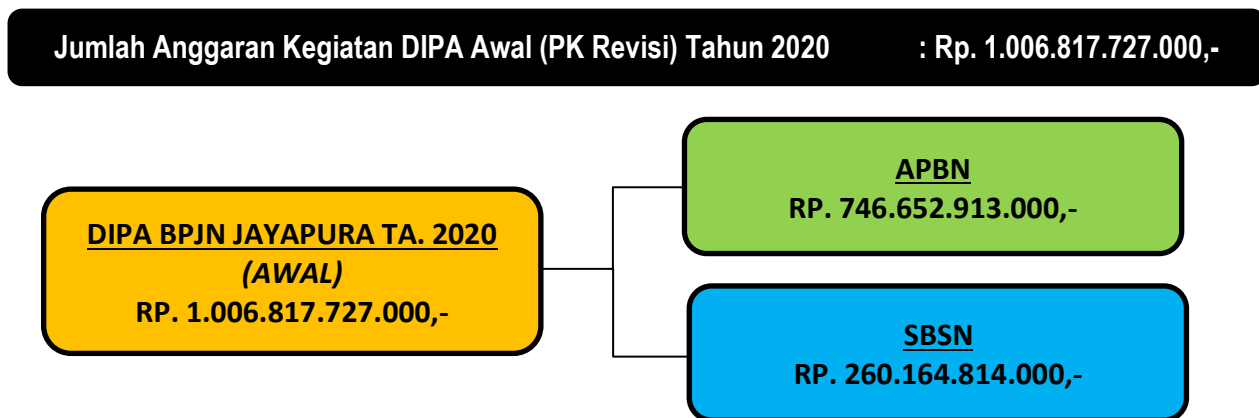 Jumlah Anggaran Kegiatan DIPA Awal (PK Revisi) Tahun 2020 : Rp. 1.006.817.727.000,-
APBN
RP. 746.652.913.000,-
DIPA BPJN JAYAPURA TA. 2020
(AWAL)
RP. 1.006.817.727.000,-
SBSN
RP. 260.164.814.000,-